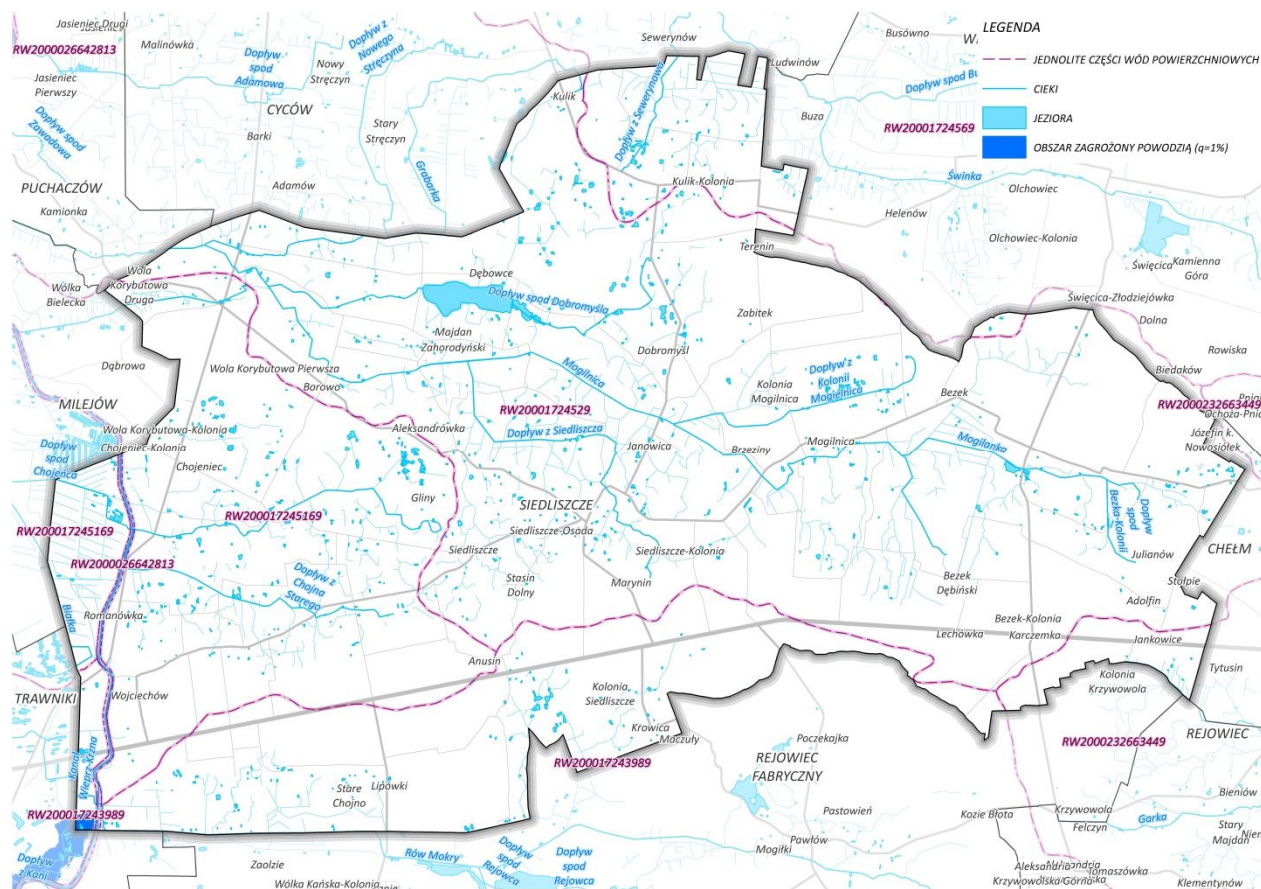 Jasieniec Drugi
RW2000026642813
Malinówka
Jasieniec
Pierwszy
Dopływ spod
Zawadowa
Dopływ
spod
Adamowa
Nowy
Stręczyn
Dopływ z
Nowego
Stręczyna
CYCÓW
Barki
Stary
Stręczyn
Adamów
Grabarka
PUCHACZÓW
Kamionka
Sewerynów
Kulik
Dopływ z Sewerynowa
Ludwinów
Busówno
Buza
Kulik-Kolonia
RW20001724569
Świnka
Olchowiec
Helenów
Olchowiec-Kolonia
Święcica
Kamienna
Góra
Terenin
LEGENDA
JEDNOLITE CZĘŚCI WÓD POWIERZCHNIOWYCH
CIEKI
JEZIORA
OBSZAR ZAGROŻONY POWODZIĄ (q=1%)
Wólka
Bielecka
Wola
Korybutowa
Druga
Dębowce
Dopływ spod Dobromyśla
Majdan
Zahorodyński
Zabitek
Dobromyśl
Święcica-Złodziejówka
Dolna
Rowiska
Biedaków
Dąbrowa
Wola Korybutowa Pierwsza
Borowo
Mogilnica
Kolonia
Mogilnica
Dopływ z
Kolonii
Mogielnica
Bezek
RW2000232663449
Józefin k.
Nowosiółek
MILEJÓW
Wola Korybutowa-Kolonia
Chojeniec-Kolonia
Dopływ
spod
Chojeńca
Chojeniec
Aleksandrówka
RW20001724529
Dopływ z Siedliszcza
Janowica
Brzeziny
Mogilnica
Mogilanka
Gliny
SIEDLISZCZE
Siedliszcze-Osada
RW200017245169
RW200017245169
RW2000026642813
Siedliszcze
Siedliszcze-Kolonia
Dopływ
spod
Bezka-Kolonii
Julianów
CHEŁM
Stołpie
Dopływ z
Chojna
Starego
Stasin
Dolny
Marynin
Bezek
Dębiński
Adolfin
Białka
Romanówka
Lechówka
Bezek-Kolonia
Karczemka
Jankowice
Tytusin
Anusin
TRAWNIKI
Wojciechów
Kolonia
Siedliszcze
Kolonia
Krzywowola
Krowica
Maczuły
Poczekajka
RW2000232663449
REJOWIEC
Kanał
Wieprz-Krzna
RW200017243989
REJOWIEC
FABRYCZNY
Stare
Chojno
Lipówki
RW200017243989
Bieniów
Pastowień
Kozie Błota
Krzywowola
Felczyn
Garka
Stary
Majdan
Pawłów
Mogiłki
Dopływ
z Kani
Zaolzie
Rów Mokry
Wólka Kańska-Kolonia
Dopływ
spod
Rejowca
Dopływ
spod
Rejowca
Aleksandria
Krzywowolska
Tomaszówka
Klementynów